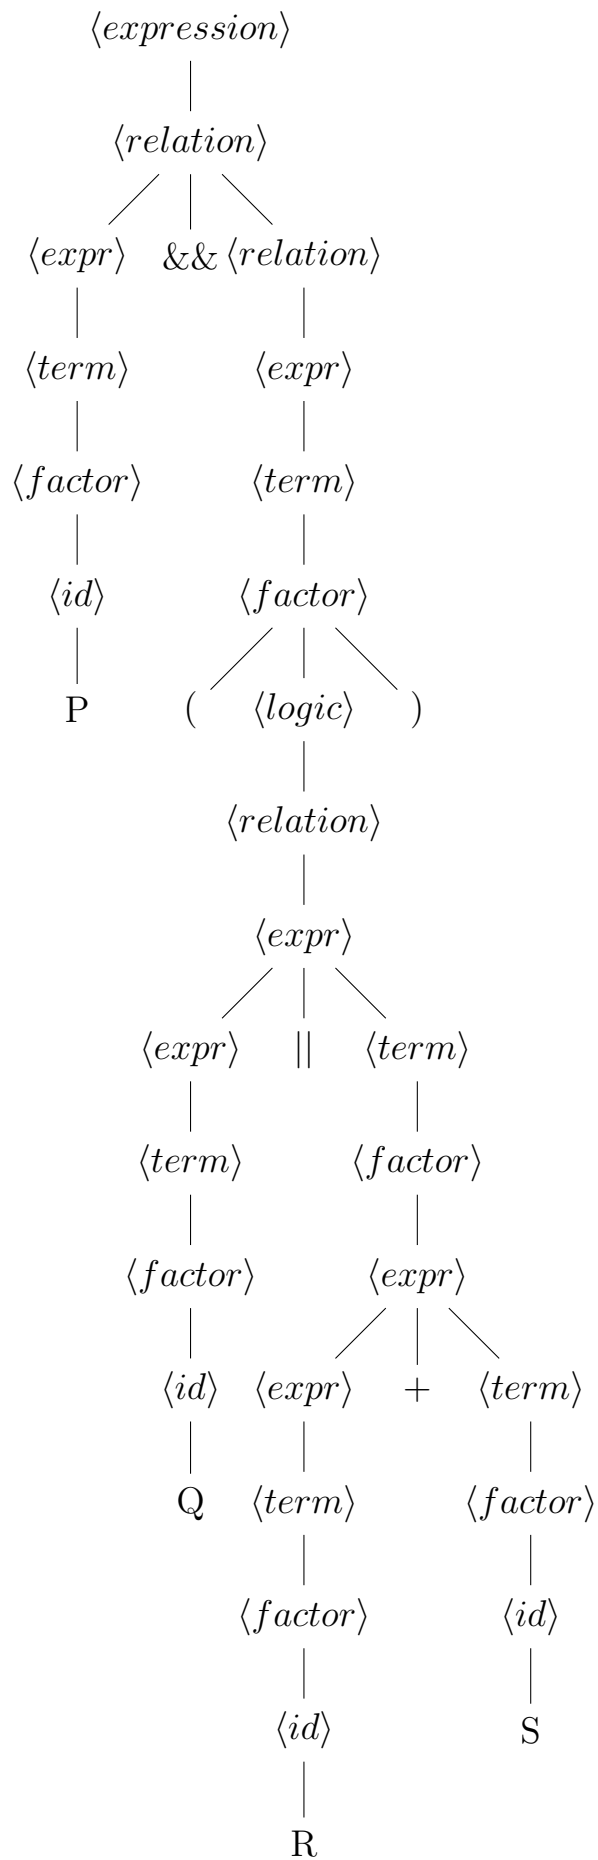 ⟨expression⟩
⟨relation⟩
⟨expr⟩ && ⟨relation⟩
⟨term⟩ ⟨expr⟩
⟨factor⟩ ⟨term⟩
⟨id⟩ ⟨factor⟩
P ( ⟨logic⟩ )
⟨relation⟩
⟨expr⟩
⟨expr⟩ || ⟨term⟩
⟨term⟩ ⟨factor⟩
⟨factor⟩ ⟨expr⟩
⟨id⟩ ⟨expr⟩ + ⟨term⟩
Q ⟨term⟩ ⟨factor⟩
⟨factor⟩ ⟨id⟩
⟨id⟩ S
R